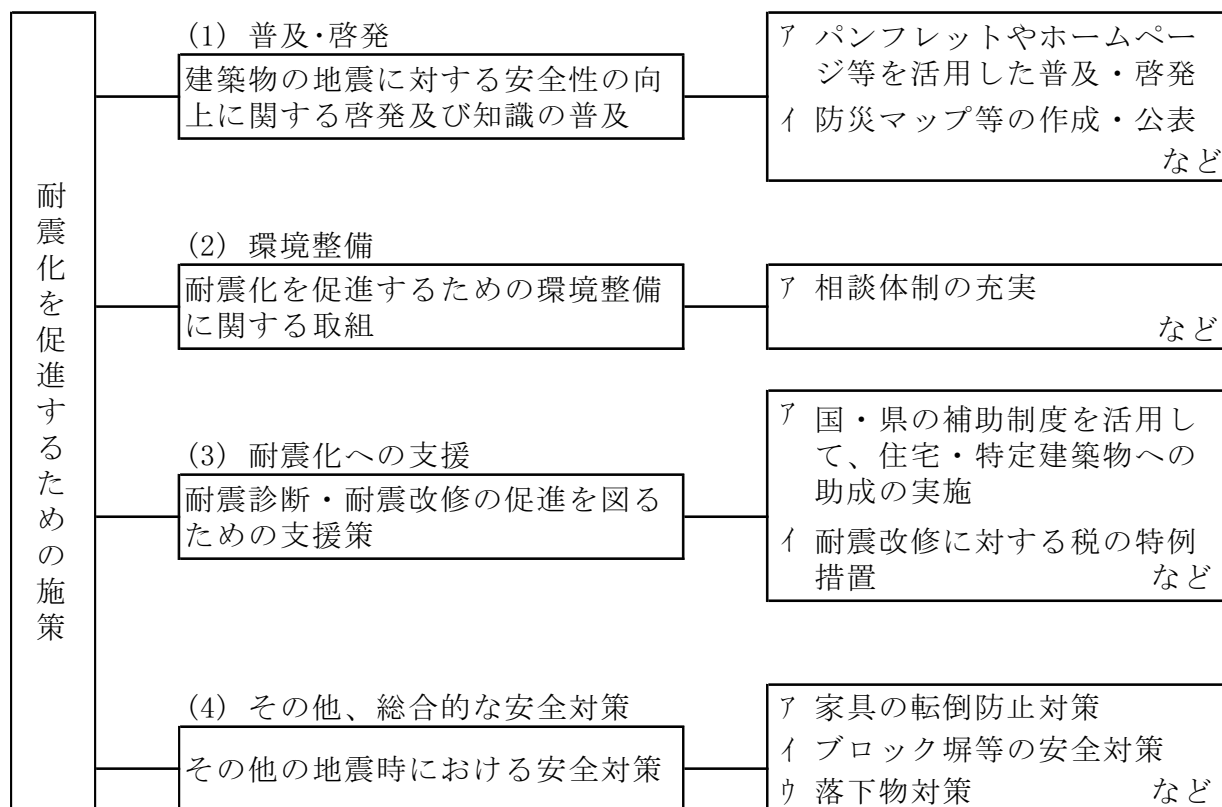 耐震化を促進するための施策
(1) 普及・啓発
建築物の地震に対する安全性の向
上に関する啓発及び知識の普及
ｱ パンフレットやホームペー
ジ等を活用した普及・啓発
ｲ 防災マップ等の作成・公表
など
(2) 環境整備
耐震化を促進するための環境整備
に関する取組
ｱ 相談体制の充実
など
(3) 耐震化への支援
耐震診断・耐震改修の促進を図る
ための支援策
ｱ 国・県の補助制度を活用し
て、住宅・特定建築物への
助成の実施
ｲ 耐震改修に対する税の特例
措置 など
(4) その他、総合的な安全対策
その他の地震時における安全対策
ｱ 家具の転倒防止対策
ｲ ブロック塀等の安全対策
ｳ 落下物対策 など